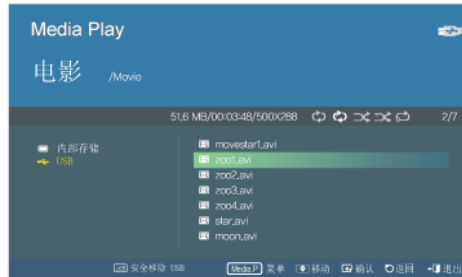 Media Play
电影 /Movie
51,6 MB/00:03:48/500X288 2/7
内部存储
USB
movestar1.avi
zoo1.avi
zoo2.avi
zoo3.avi
zoo4.avi
star.avi
moon.avi
安全移除 USB Media.P 菜单 移动 确认 返回 退出